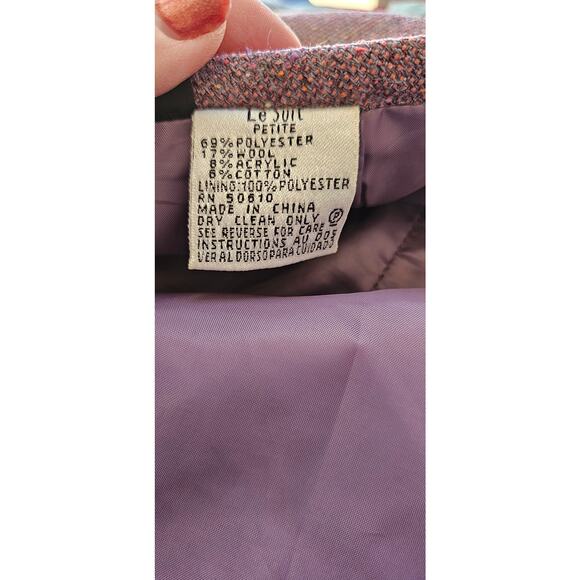 Le Suit
PETITE
69%POLYESTER
17%WOOL
8%ACRYLIC
6%COTTON
LINING:100%POLYESTER
RN 50610
MADE IN CHINA
DRY CLEAN ONLY Ⓟ
SEE REVERSE FOR CARE
INSTRUCTIONS AU DOS
VER AL DORSO PARA CUIDADO